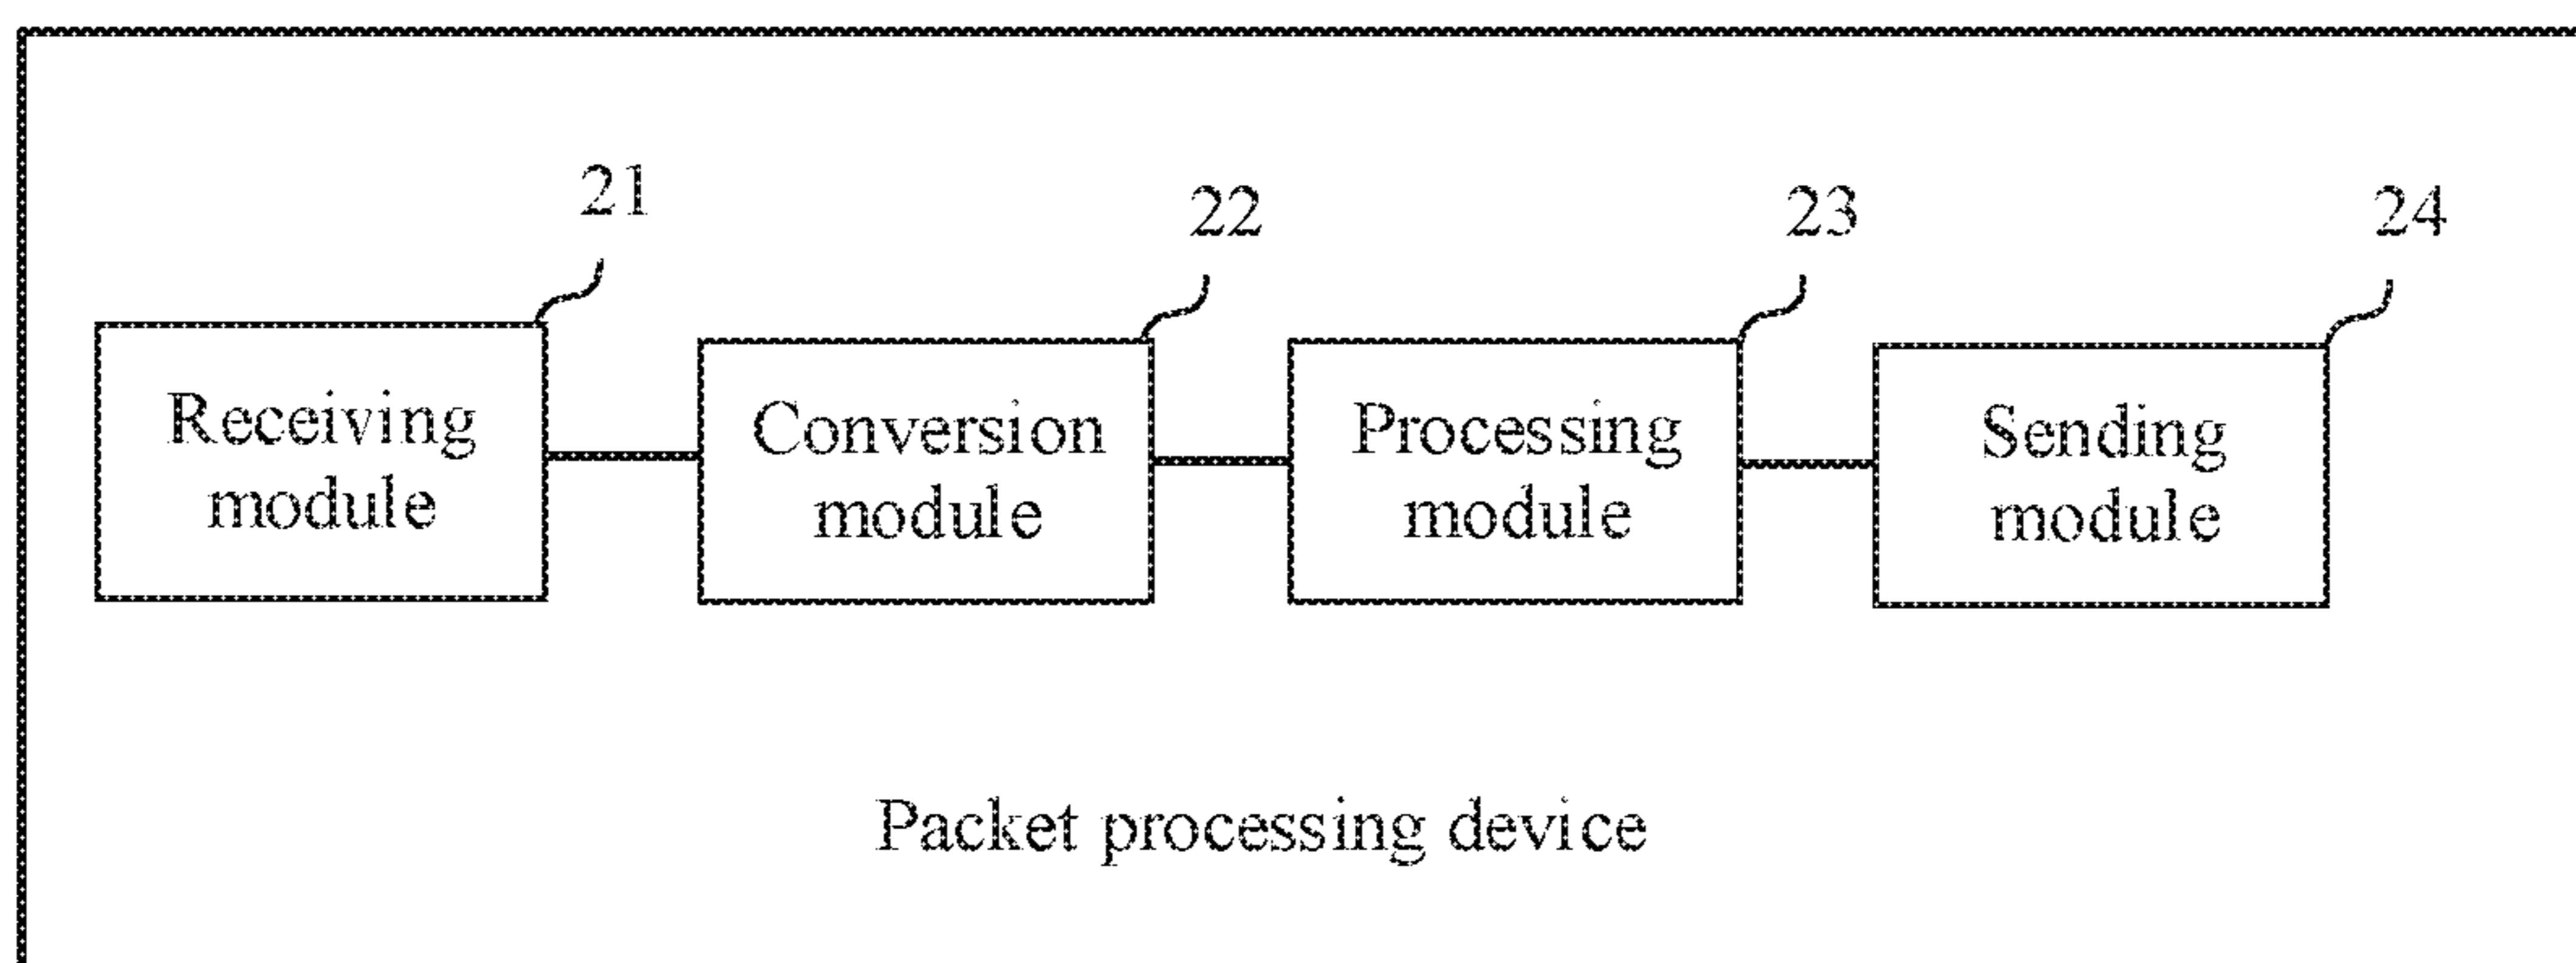 21
22
23
24
Receiving
module
Conversion
module
Processing
module
Sending
module
Packet processing device